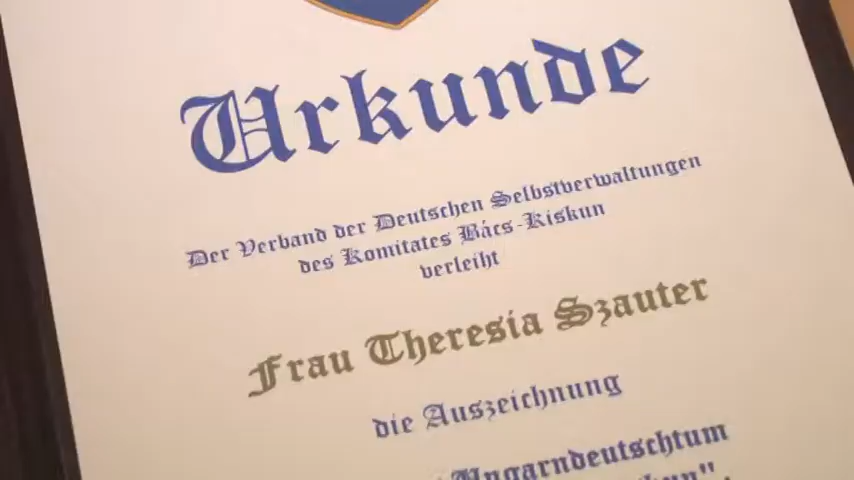 Urkunde
Der Verband der Deutschen Selbstverwaltungen
des Komitates Bács-Kiskun
verleiht
Frau Theresia Szauter
die Auszeichnung
Ungarndeutschtum